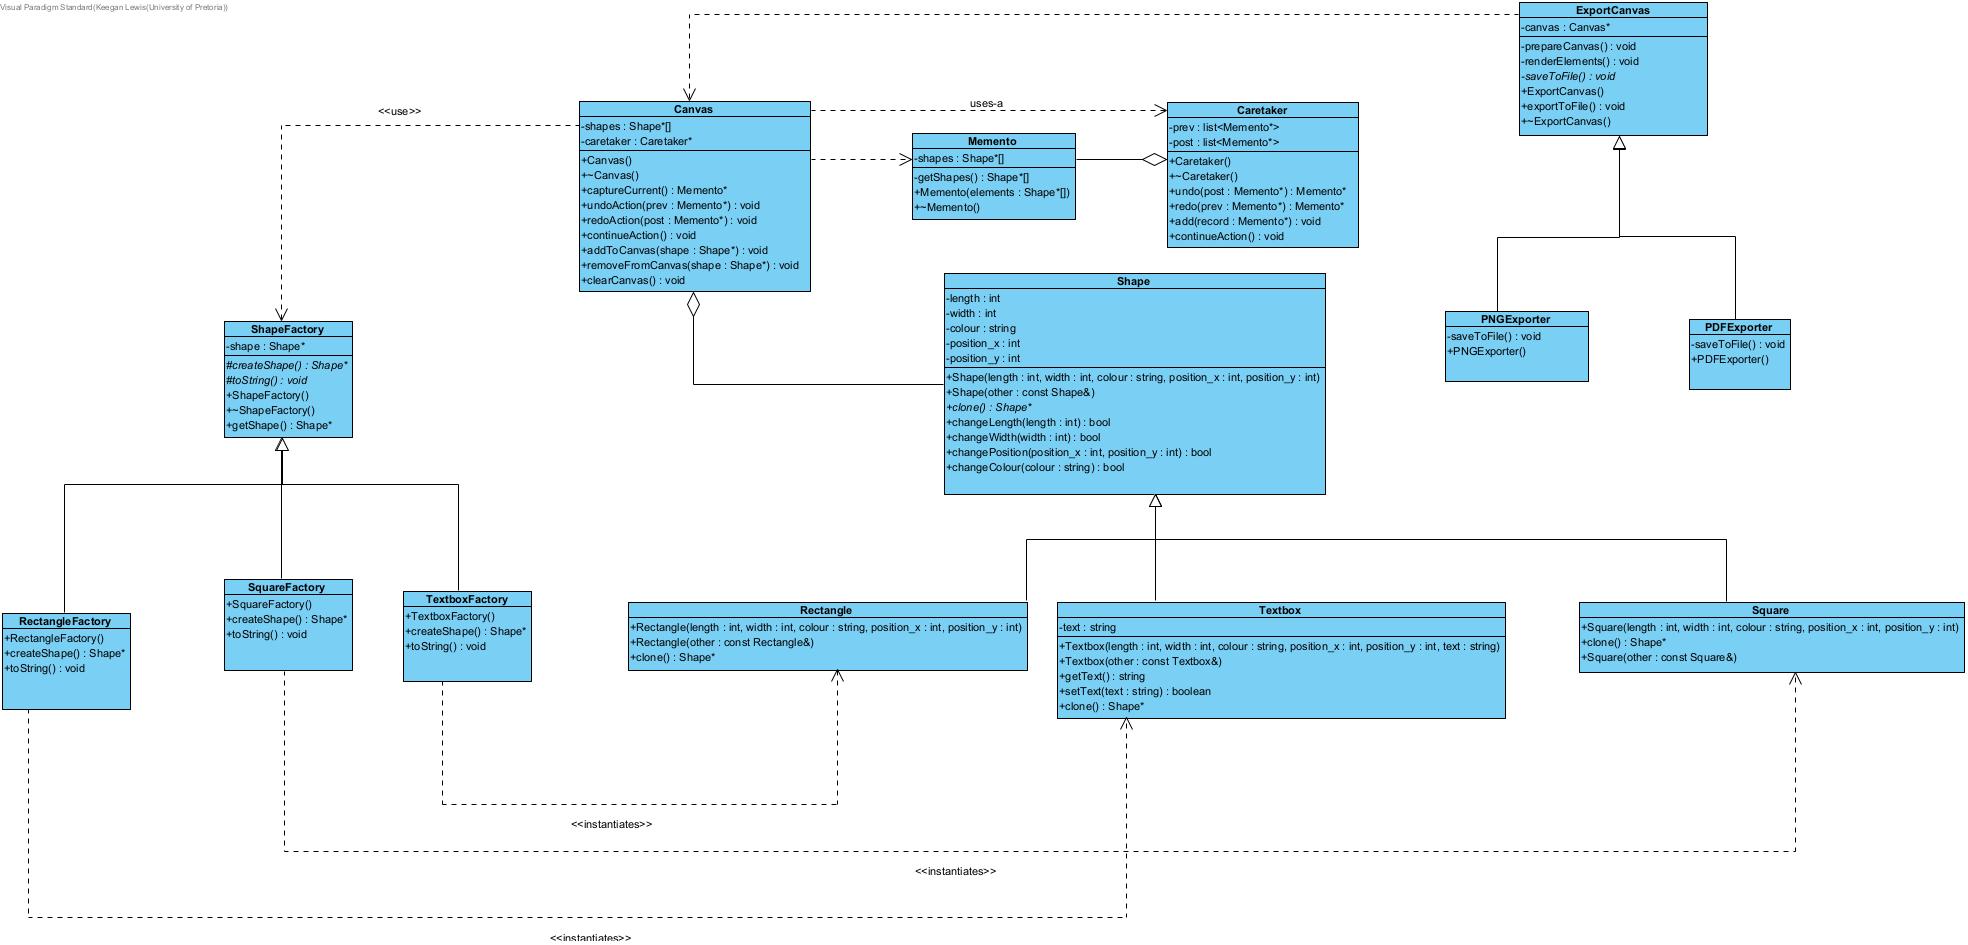 Visual Paradigm Standard(Keegan Lewis(University of Pretoria))
ExportCanvas
-canvas : Canvas*
-prepareCanvas() : void
-renderElements() : void
-saveToFile() : void
+ExportCanvas()
+exportToFile() : void
+~ExportCanvas()
<<use>>
Canvas
-shapes : Shape*[]
-caretaker : Caretaker*
+Canvas()
+~Canvas()
+captureCurrent() : Memento*
+undoAction(prev : Memento*) : void
+redoAction(post : Memento*) : void
+continueAction() : void
+addToCanvas(shape : Shape*) : void
+removeFromCanvas(shape : Shape*) : void
+clearCanvas() : void
uses-a
Memento
-shapes : Shape*[]
-getShapes() : Shape*[]
+Memento(elements : Shape*[])
+~Memento()
Caretaker
-prev : list<Memento*>
-post : list<Memento*>
+Caretaker()
+~Caretaker()
+undo(post : Memento*) : Memento*
+redo(prev : Memento*) : Memento*
+add(record : Memento*) : void
+continueAction() : void
Shape
-length : int
-width : int
-colour : string
-position_x : int
-position_y : int
+Shape(length : int, width : int, colour : string, position_x : int, position_y : int)
+Shape(other : const Shape&)
+clone() : Shape*
+changeLength(length : int) : bool
+changeWidth(width : int) : bool
+changePosition(position_x : int, position_y : int) : bool
+changeColour(colour : string) : bool
PNGExporter
-saveToFile() : void
+PNGExporter()
PDFExporter
-saveToFile() : void
+PDFExporter()
ShapeFactory
-shape : Shape*
#createShape() : Shape*
#toString() : void
+ShapeFactory()
+~ShapeFactory()
+getShape() : Shape*
RectangleFactory
+RectangleFactory()
+createShape() : Shape*
+toString() : void
SquareFactory
+SquareFactory()
+createShape() : Shape*
+toString() : void
TextboxFactory
+TextboxFactory()
+createShape() : Shape*
+toString() : void
Rectangle
+Rectangle(length : int, width : int, colour : string, position_x : int, position_y : int)
+Rectangle(other : const Rectangle&)
+clone() : Shape*
Textbox
-text : string
+Textbox(length : int, width : int, colour : string, position_x : int, position_y : int, text : string)
+Textbox(other : const Textbox&)
+getText() : string
+setText(text : string) : boolean
+clone() : Shape*
Square
+Square(length : int, width : int, colour : string, position_x : int, position_y : int)
+clone() : Shape*
+Square(other : const Square&)
<<instantiates>>
<<instantiates>>
<<instantiates>>